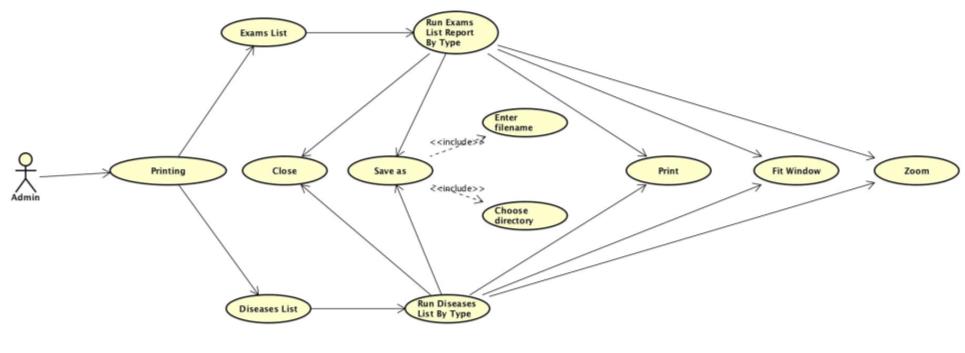 Exams List
Run Exams
List Report
By Type
Enter
filename
<<include>>
Admin
Printing
Close
Save as
Print
Fit Window
Zoom
<<include>>
Choose
directory
Diseases List
Run Diseases
List By Type